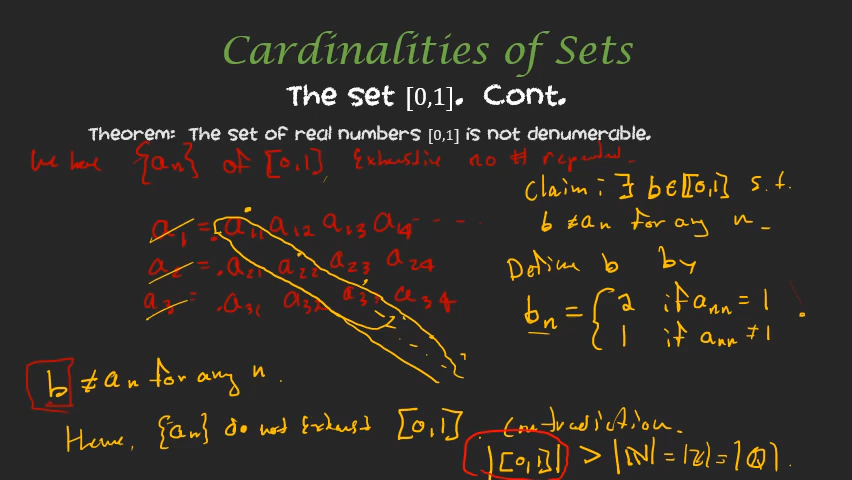 Cardinalities of Sets
The set [0,1]. Cont.
Theorem: The set of real numbers [0,1] is not denumerable.
We have {aₙ} of [0,1] Exhaustive no # repeated.
Claim: ∃ b∈[0,1] s.t.
b ≠ aₙ for any n.
a₁ = .a₁₁ a₁₂ a₁₃ a₁₄ ....
a₂ = .a₂₁ a₂₂ a₂₃ a₂₄
a₃ = .a₃₁ a₃₂ a₃₃ a₃₄
Define b by
bₙ = { 2 if aₙₙ = 1
1 if aₙₙ ≠ 1
b ≠ aₙ for any n.
Hence, {aₙ} do not Exhaust [0,1]. Contradiction.
|[0,1]| > |ℕ| = |ℤ| = |ℚ|.